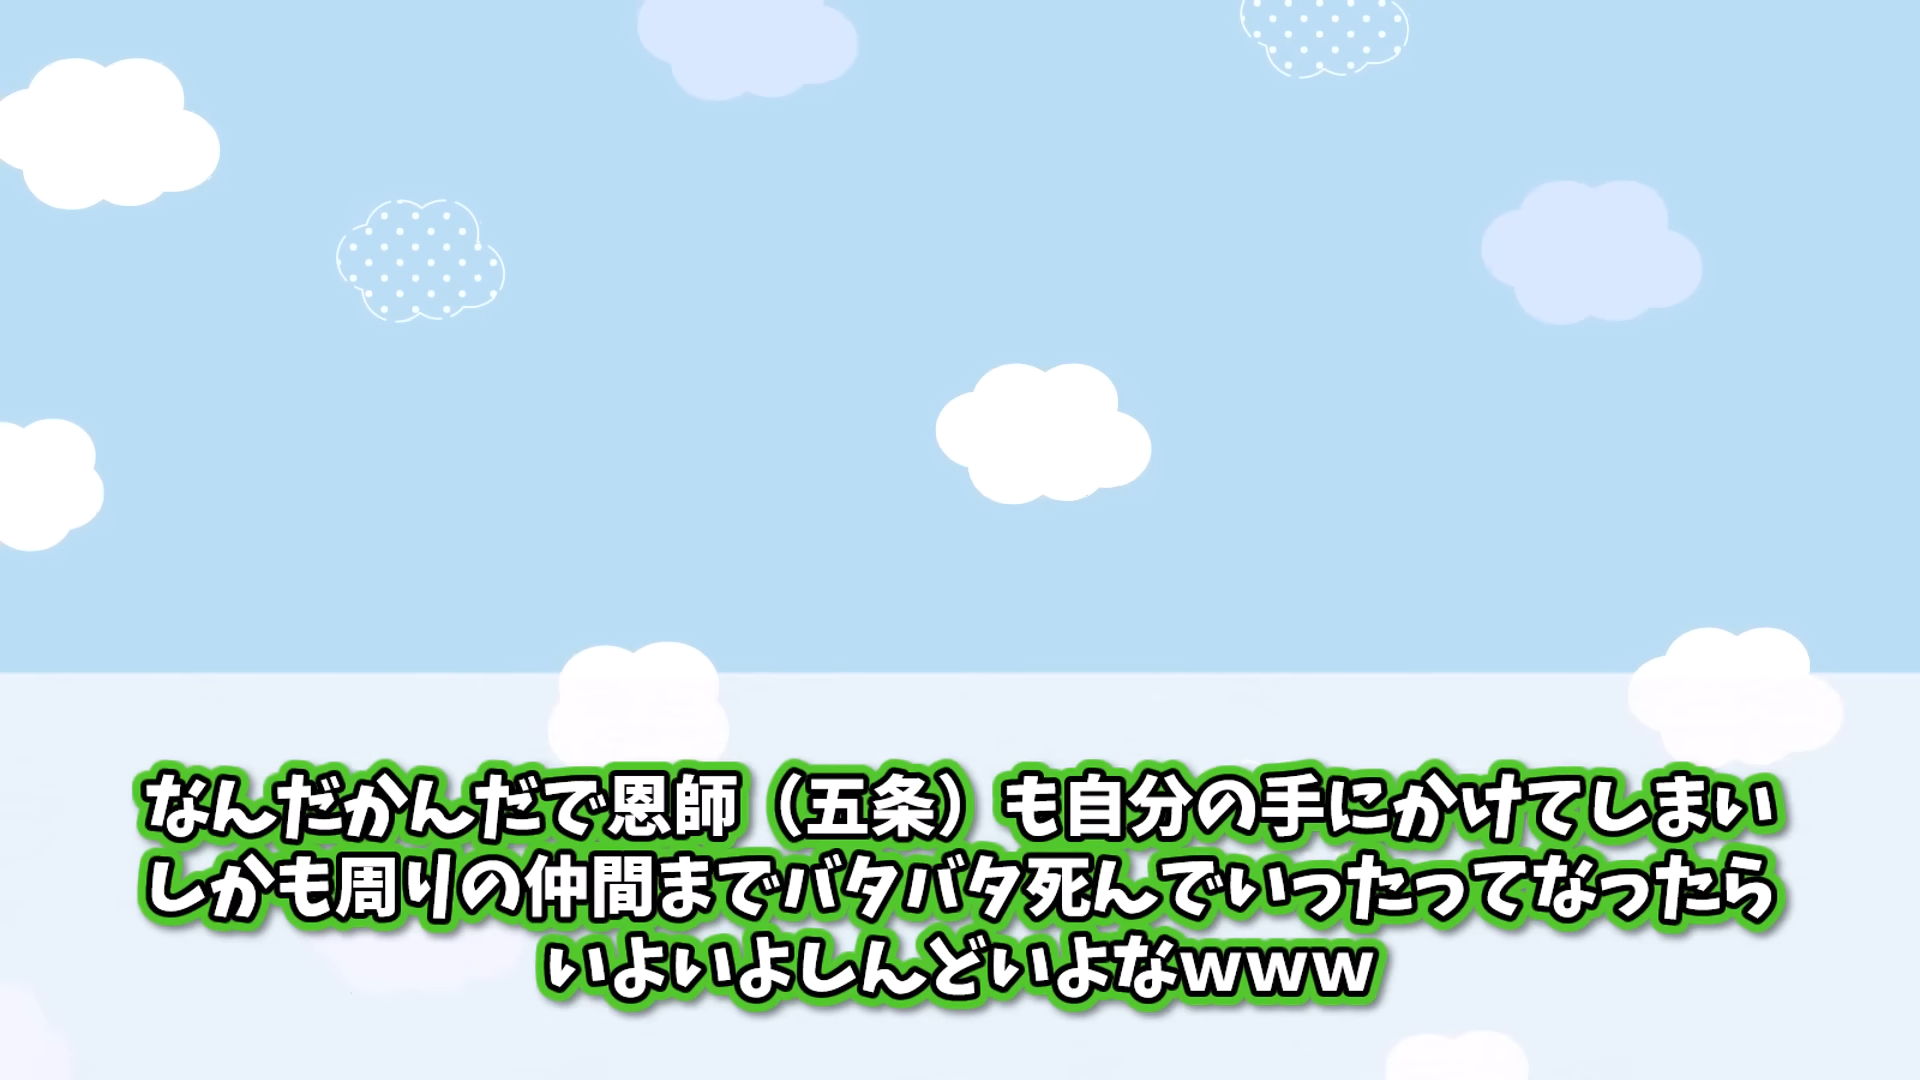 なんだかんだで恩師（五条）も自分の手にかけてしまい
しかも周りの仲間までバタバタ死んでいったってなったら
いよいよしんどいよなwww